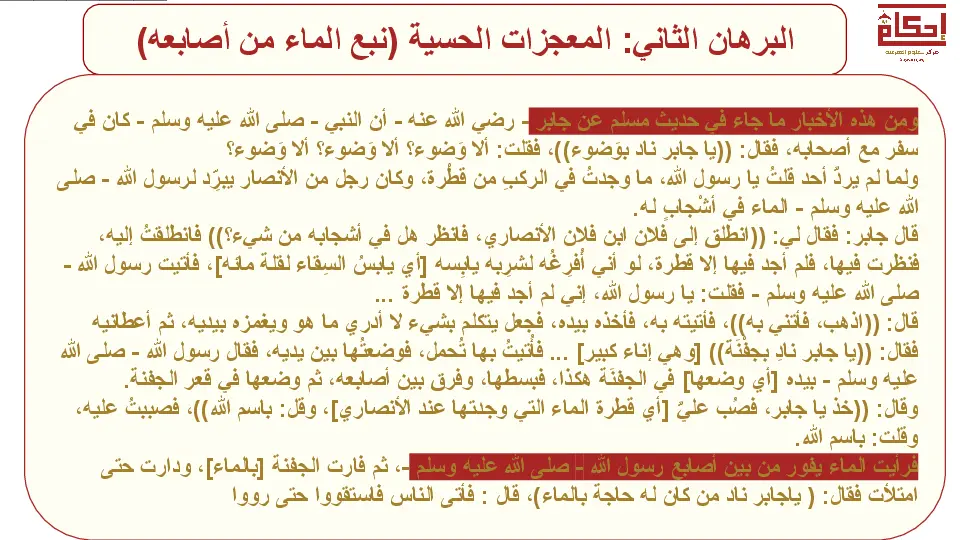 البرهان الثاني: المعجزات الحسية (نبع الماء من أصابعه)
إحكام
ومن هذه الأخبار ما جاء في حديث مسلم عن جابر - رضي الله عنه - أن النبي - صلى الله عليه وسلم - كان في
سفر مع أصحابه، فقال: ((يا جابر ناد بوَضوء))، فقلت: ألا وَضوء؟ ألا وَضوء؟ ألا وَضوء؟
ولما لم يردَّ أحد قلتُ يا رسول الله، ما وجدتُ في الركبِ من قطْرة، وكان رجل من الأنصار يبرِّد لرسول الله - صلى
الله عليه وسلم - الماء في أشْجابٍ له.
قال جابر: فقال لي: ((انطلق إلى فلان ابن فلان الأنصاري، فانظر هل في أشجابه من شيء؟)) فانطلقتُ إليه،
فنظرت فيها، فلم أجد فيها إلا قطرة، لو أني أُفرِغُه لشرِبه يابِسه [أي يابسُ السِقاء لقلة مائه]، فأتيت رسول الله -
صلى الله عليه وسلم - فقلت: يا رسول الله، إني لم أجد فيها إلا قطرة ...
قال: ((اذهب، فأتني به))، فأتيته به، فأخذه بيده، فجعل يتكلم بشيء لا أدري ما هو ويغمزه بيديه، ثم أعطانيه
فقال: ((يا جابر نادِ بجفْنَة)) [وهي إناء كبير] ... فأُتيتُ بها تُحمل، فوضعتُها بين يديه، فقال رسول الله - صلى الله
عليه وسلم - بيده [أي وضعها] في الجفنَة هكذا، فبسطها، وفرق بين أصابعه، ثم وضعها في قعر الجفنة.
وقال: ((خذ يا جابر، فصُب عليّ [أي قطرة الماء التي وجدتها عند الأنصاري]، وقل: باسم الله))، فصببتُ عليه،
وقلت: باسم الله.
فرأيت الماء يفور من بين أصابع رسول الله - صلى الله عليه وسلم -، ثم فارت الجفنة [بالماء]، ودارت حتى
امتلأت فقال: ( ياجابر ناد من كان له حاجة بالماء)، قال : فأتى الناس فاستقووا حتى رووا